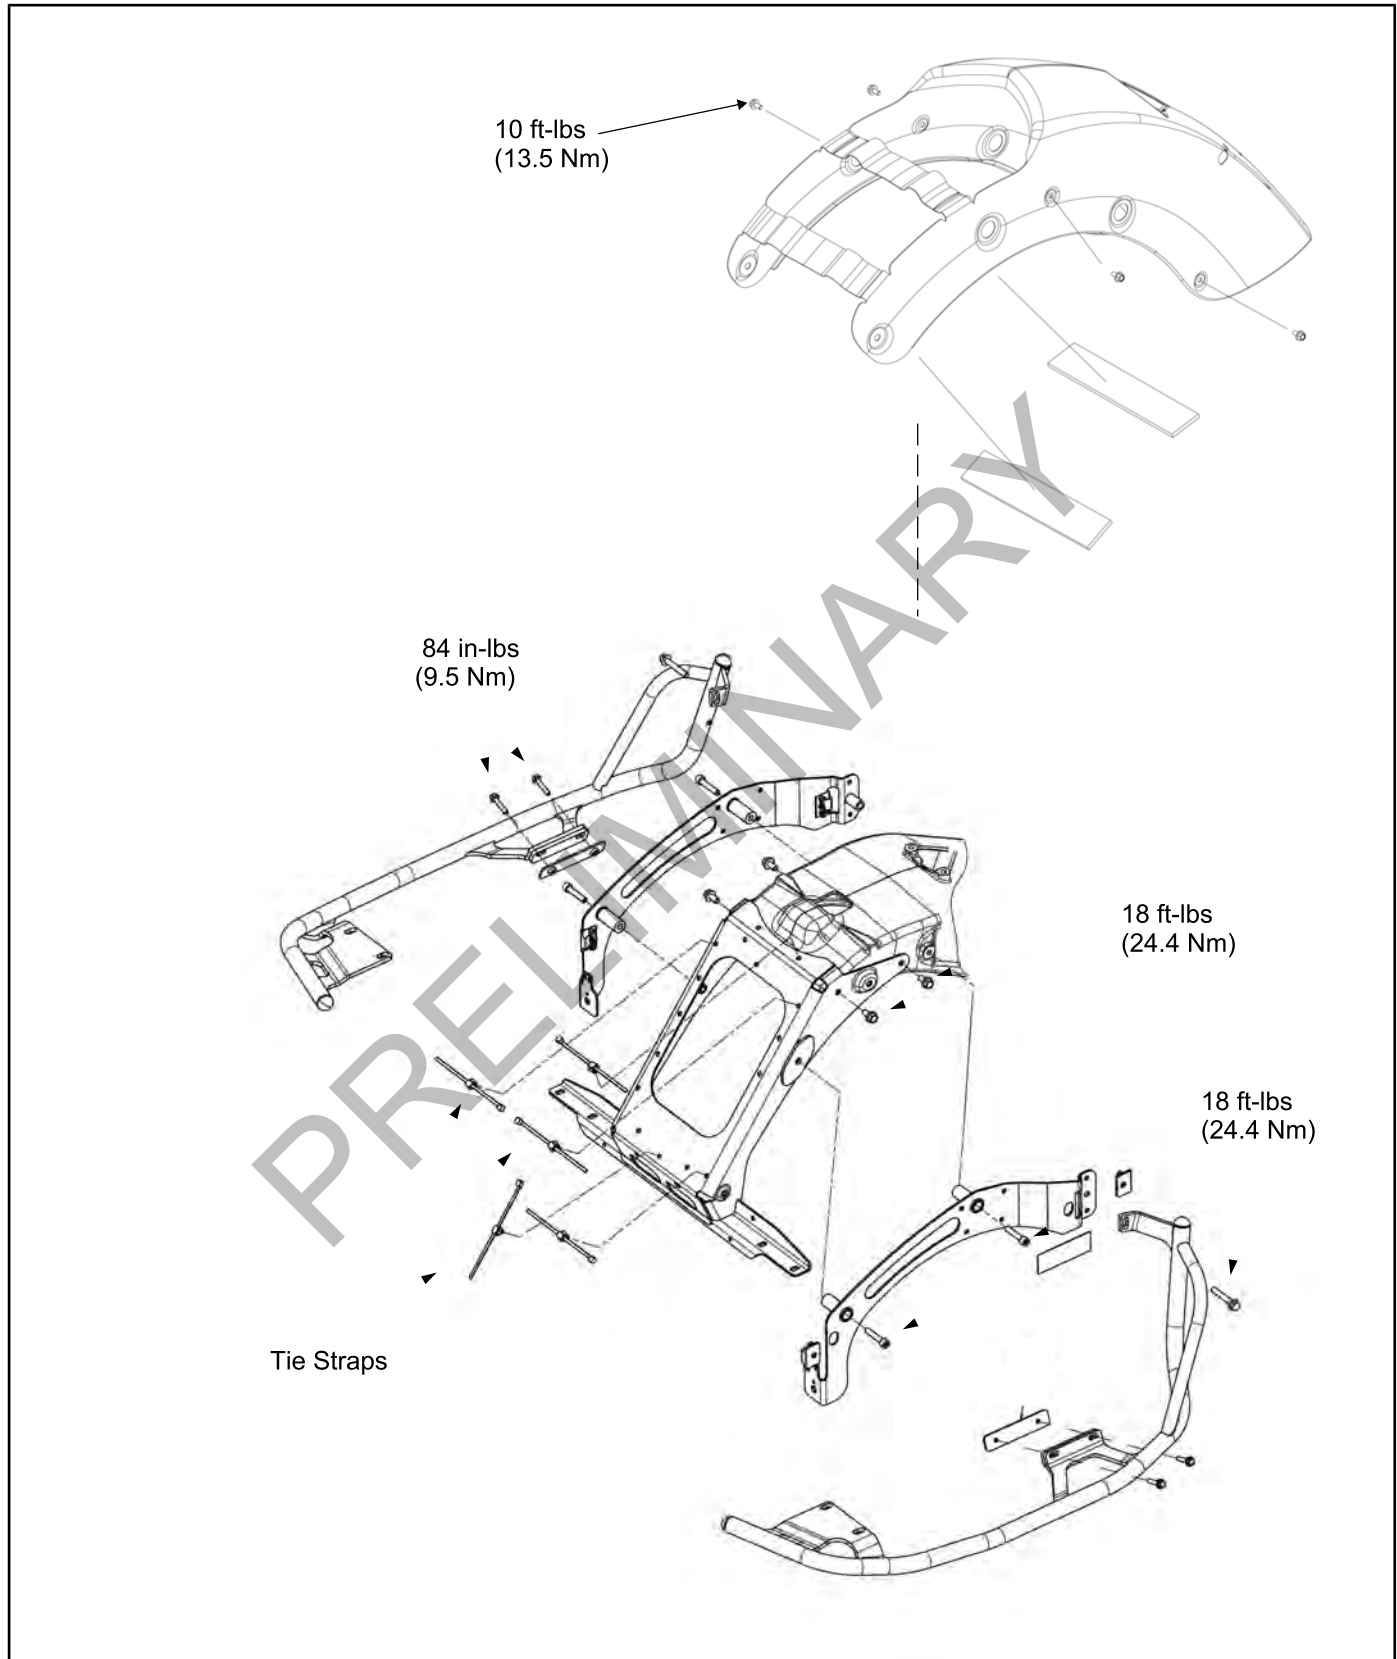 10 ft-lbs
(13.5 Nm)
84 in-lbs
(9.5 Nm)
18 ft-lbs
(24.4 Nm)
18 ft-lbs
(24.4 Nm)
Tie Straps
PRELIMINARY